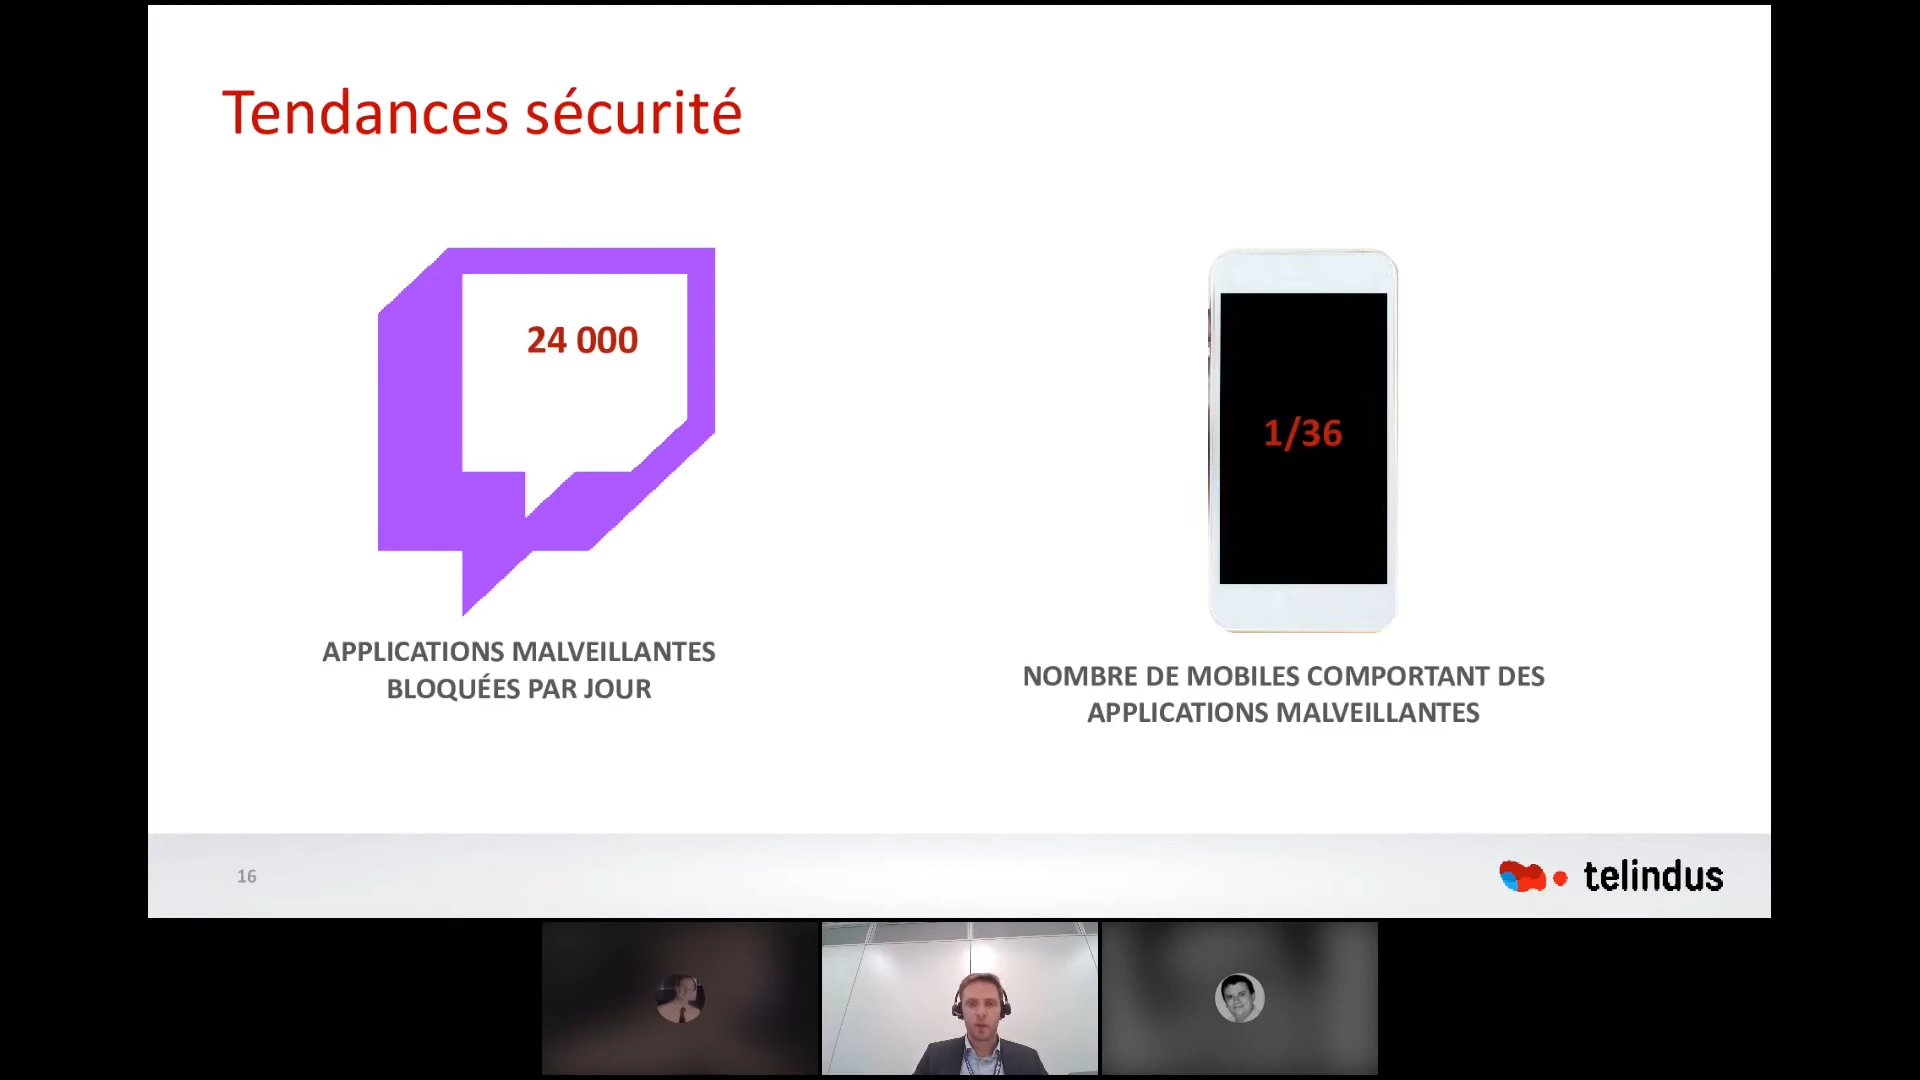 Tendances sécurité
24 000
APPLICATIONS MALVEILLANTES
BLOQUÉES PAR JOUR
1/36
NOMBRE DE MOBILES COMPORTANT DES
APPLICATIONS MALVEILLANTES
16
telindus